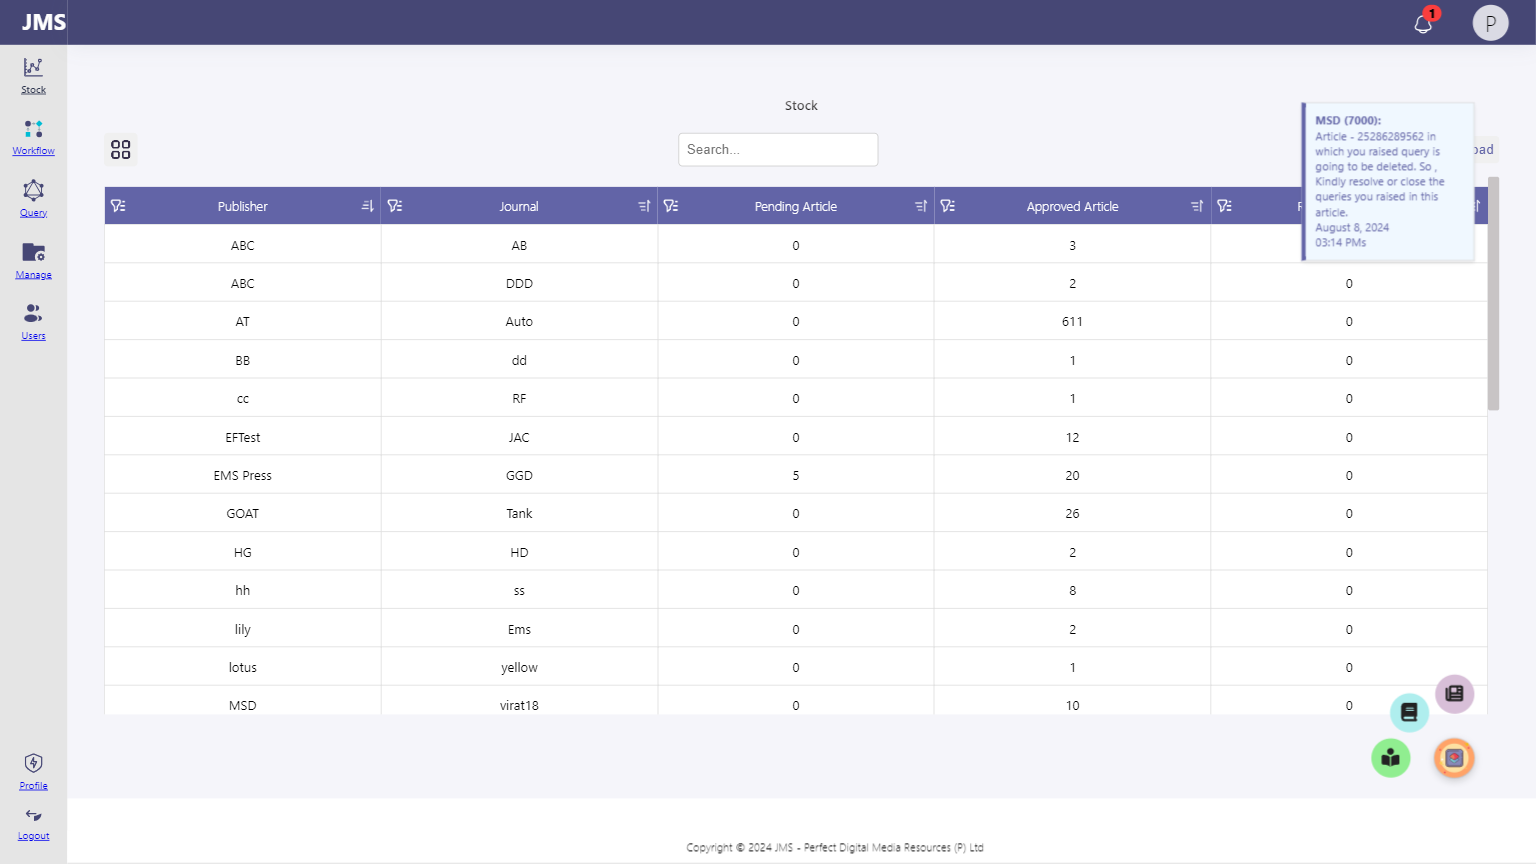 JMS
1
P
Stock
Workflow
Query
Manage
Users
Profile
Logout
Stock
Search...
MSD (7000):
Article - 25286289562 in
which you raised query is
going to be deleted. So ,
Kindly resolve or close the
queries you raised in this
article.
August 8, 2024
03:14 PMs
Publisher Journal Pending Article Approved Article
ABC AB 0 3
ABC DDD 0 2 0
AT Auto 0 611 0
BB dd 0 1 0
cc RF 0 1 0
EFTest JAC 0 12 0
EMS Press GGD 5 20 0
GOAT Tank 0 26 0
HG HD 0 2 0
hh ss 0 8 0
lily Ems 0 2 0
lotus yellow 0 1 0
MSD virat18 0 10 0
Copyright © 2024 JMS - Perfect Digital Media Resources (P) Ltd